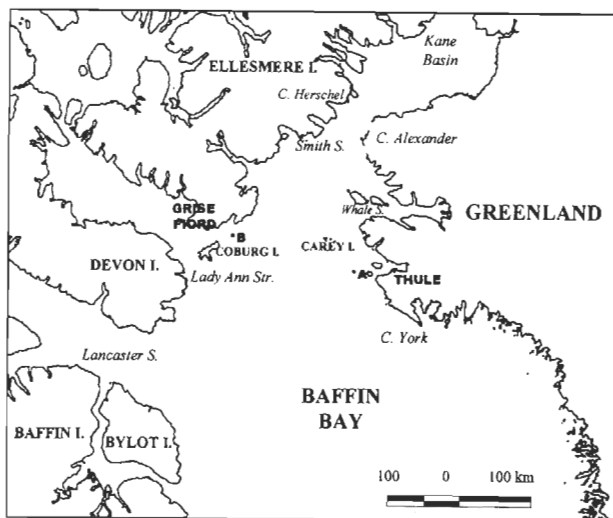 Kane
Basin
ELLESMERE I.
C. Herschel
Smith S.
C. Alexander
GRISE
FIORD
Whale S.
GREENLAND
B
COBURG I.
CAREY I.
DEVON I.
Lady Ann Str.
A
THULE
C. York
Lancaster S.
BAFFIN
BAY
BAFFIN I.
BYLOT I.
100 0 100 km